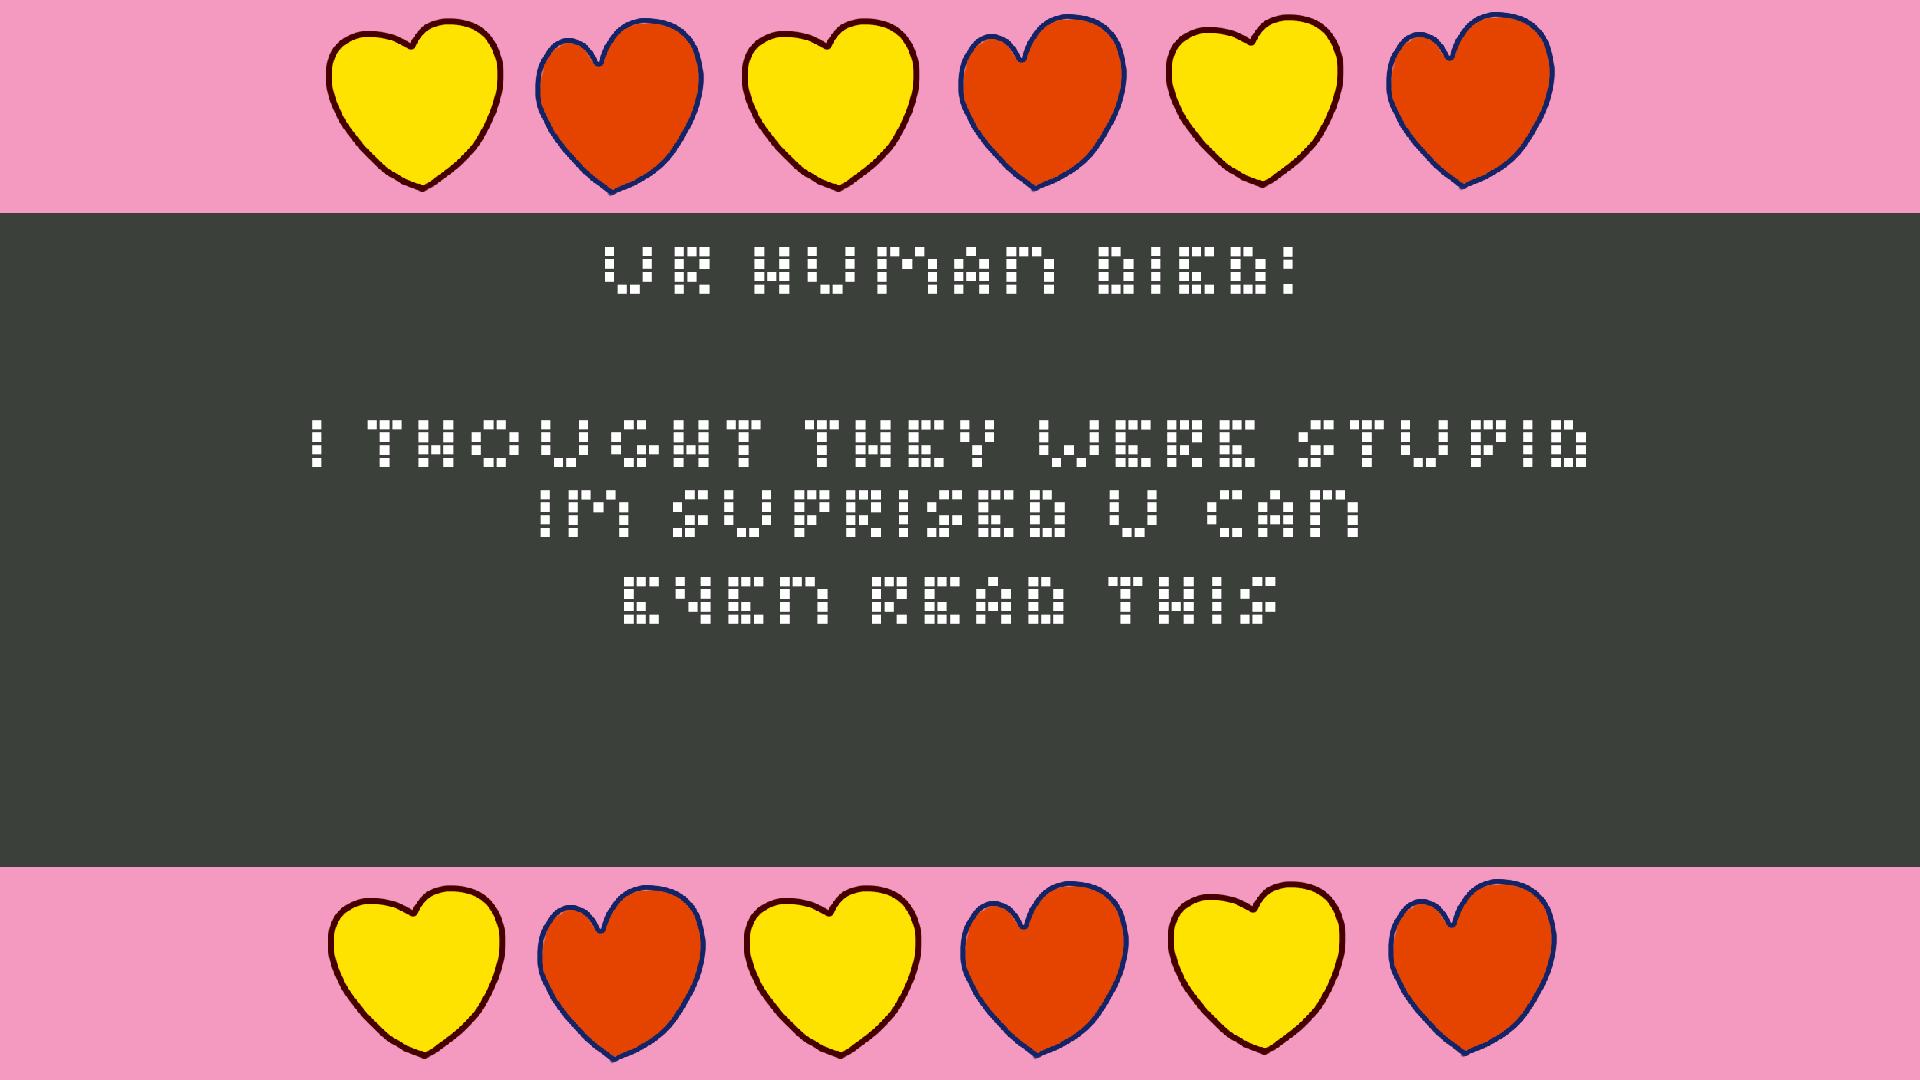 UR HUMAN DIED!
I THOUGHT THEY WERE STUPID
IM SUPRISED U CAN
EVEN READ THIS